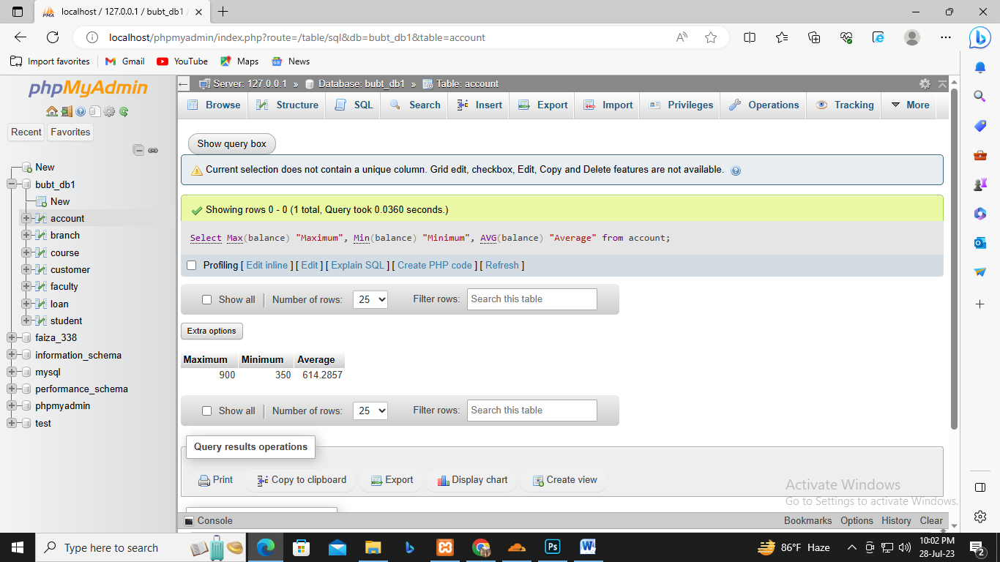 localhost / 127.0.0.1 / bubt_db1
localhost/phpmyadmin/index.php?route=/table/sql&db=bubt_db1&table=account
Import favorites Gmail YouTube Maps News
phpMyAdmin
Recent Favorites
New
bubt_db1
New
account
branch
course
customer
faculty
loan
student
faiza_338
information_schema
mysql
performance_schema
phpmyadmin
test
Server: 127.0.0.1 » Database: bubt_db1 » Table: account
Browse Structure SQL Search Insert Export Import Privileges Operations Tracking More
Show query box
Current selection does not contain a unique column. Grid edit, checkbox, Edit, Copy and Delete features are not available.
Showing rows 0 - 0 (1 total, Query took 0.0360 seconds.)
Select Max(balance) "Maximum", Min(balance) "Minimum", AVG(balance) "Average" from account;
Profiling [ Edit inline ] [ Edit ] [ Explain SQL ] [ Create PHP code ] [ Refresh ]
Show all Number of rows: 25 Filter rows: Search this table
Extra options
Maximum Minimum Average
900 350 614.2857
Show all Number of rows: 25 Filter rows: Search this table
Query results operations
Print Copy to clipboard Export Display chart Create view
Activate Windows
Go to Settings to activate Windows.
Console Bookmarks Options History Clear
Type here to search
Ps
W
86°F Haze
10:02 PM
28-Jul-23
2